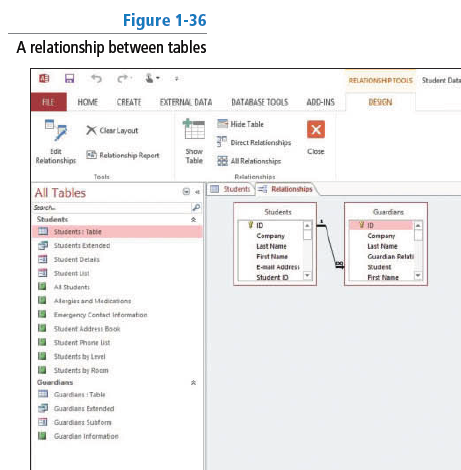 Figure 1-36
A relationship between tables
RELATIONSHIP TOOLS Student Data
FILE HOME CREATE EXTERNAL DATA DATABASE TOOLS ADD-INS DESIGN
Edit Relationships
Clear Layout
Relationship Report
Show Table
Hide Table
Direct Relationships
All Relationships
Close
Tools Relationships
All Tables
Search...
Students
Students : Table
Students Extended
Student Details
Student List
All Students
Allergies and Medications
Emergency Contact Information
Student Address Book
Student Phone List
Students by Level
Students by Room
Guardians
Guardians : Table
Guardians Extended
Guardians Subform
Guardian Information
Students Relationships
Students
ID
Company
Last Name
First Name
E-mail Address
Student ID
1
∞
Guardians
ID
Company
Last Name
Guardian Relati
Student
First Name